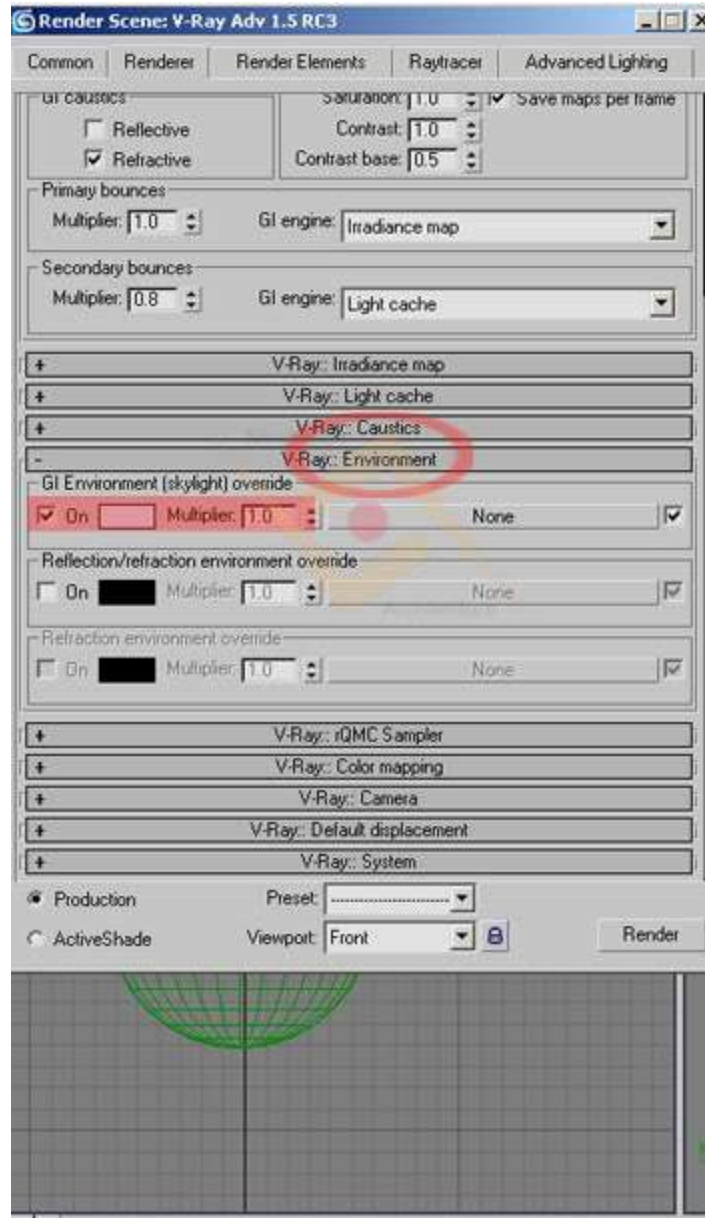 Render Scene: V-Ray Adv 1.5 RC3
Common Renderer Render Elements Raytracer Advanced Lighting
GI caustics Saturation: 1.0 Save maps per frame
Reflective Contrast: 1.0
Refractive Contrast base: 0.5
Primary bounces
Multiplier: 1.0 GI engine: Irradiance map
Secondary bounces
Multiplier: 0.8 GI engine: Light cache
+ V-Ray:: Irradiance map
+ V-Ray:: Light cache
+ V-Ray:: Caustics
- V-Ray:: Environment
GI Environment (skylight) override
On Multiplier: 1.0 None
Reflection/refraction environment override
On Multiplier: 1.0 None
Refraction environment override
On Multiplier: 1.0 None
+ V-Ray:: rQMC Sampler
+ V-Ray:: Color mapping
+ V-Ray:: Camera
+ V-Ray:: Default displacement
+ V-Ray:: System
Production Preset: -------------------------
ActiveShade Viewport: Front Render